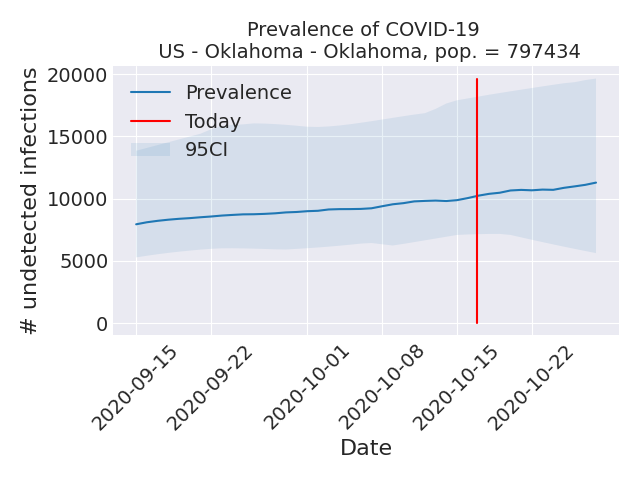 Prevalence of COVID-19
US - Oklahoma - Oklahoma, pop. = 797434
# undetected infections
20000
15000
10000
5000
0
Prevalence
Today
95CI
2020-09-15
2020-09-22
2020-10-01
2020-10-08
2020-10-15
2020-10-22
Date